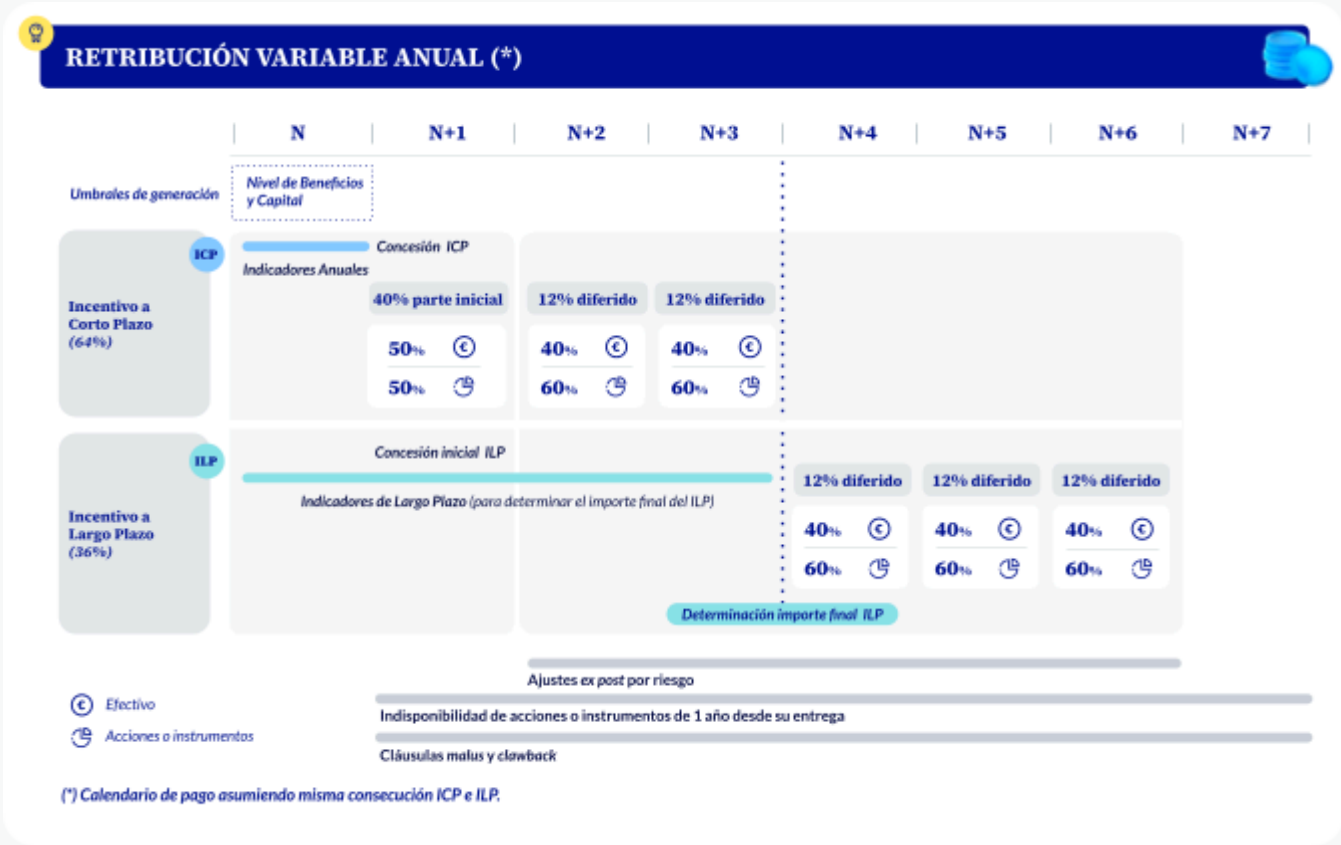 RETRIBUCIÓN VARIABLE ANUAL (*)
N N+1 N+2 N+3 N+4 N+5 N+6 N+7
Umbrales de generación
Nivel de Beneficios
y Capital
ICP
Concesión ICP
Indicadores Anuales
Incentivo a
Corto Plazo
(64%)
40% parte inicial 12% diferido 12% diferido
50% € 40% € 40% €
50% 60% 60%
ILP
Concesión inicial ILP
Indicadores de Largo Plazo (para determinar el importe final del ILP)
Incentivo a
Largo Plazo
(36%)
12% diferido 12% diferido 12% diferido
40% € 40% € 40% €
60% 60% 60%
Determinación importe final ILP
Ajustes ex post por riesgo
€ Efectivo
Indisponibilidad de acciones o instrumentos de 1 año desde su entrega
Acciones o instrumentos
Cláusulas malus y clawback
(*) Calendario de pago asumiendo misma consecución ICP e ILP.